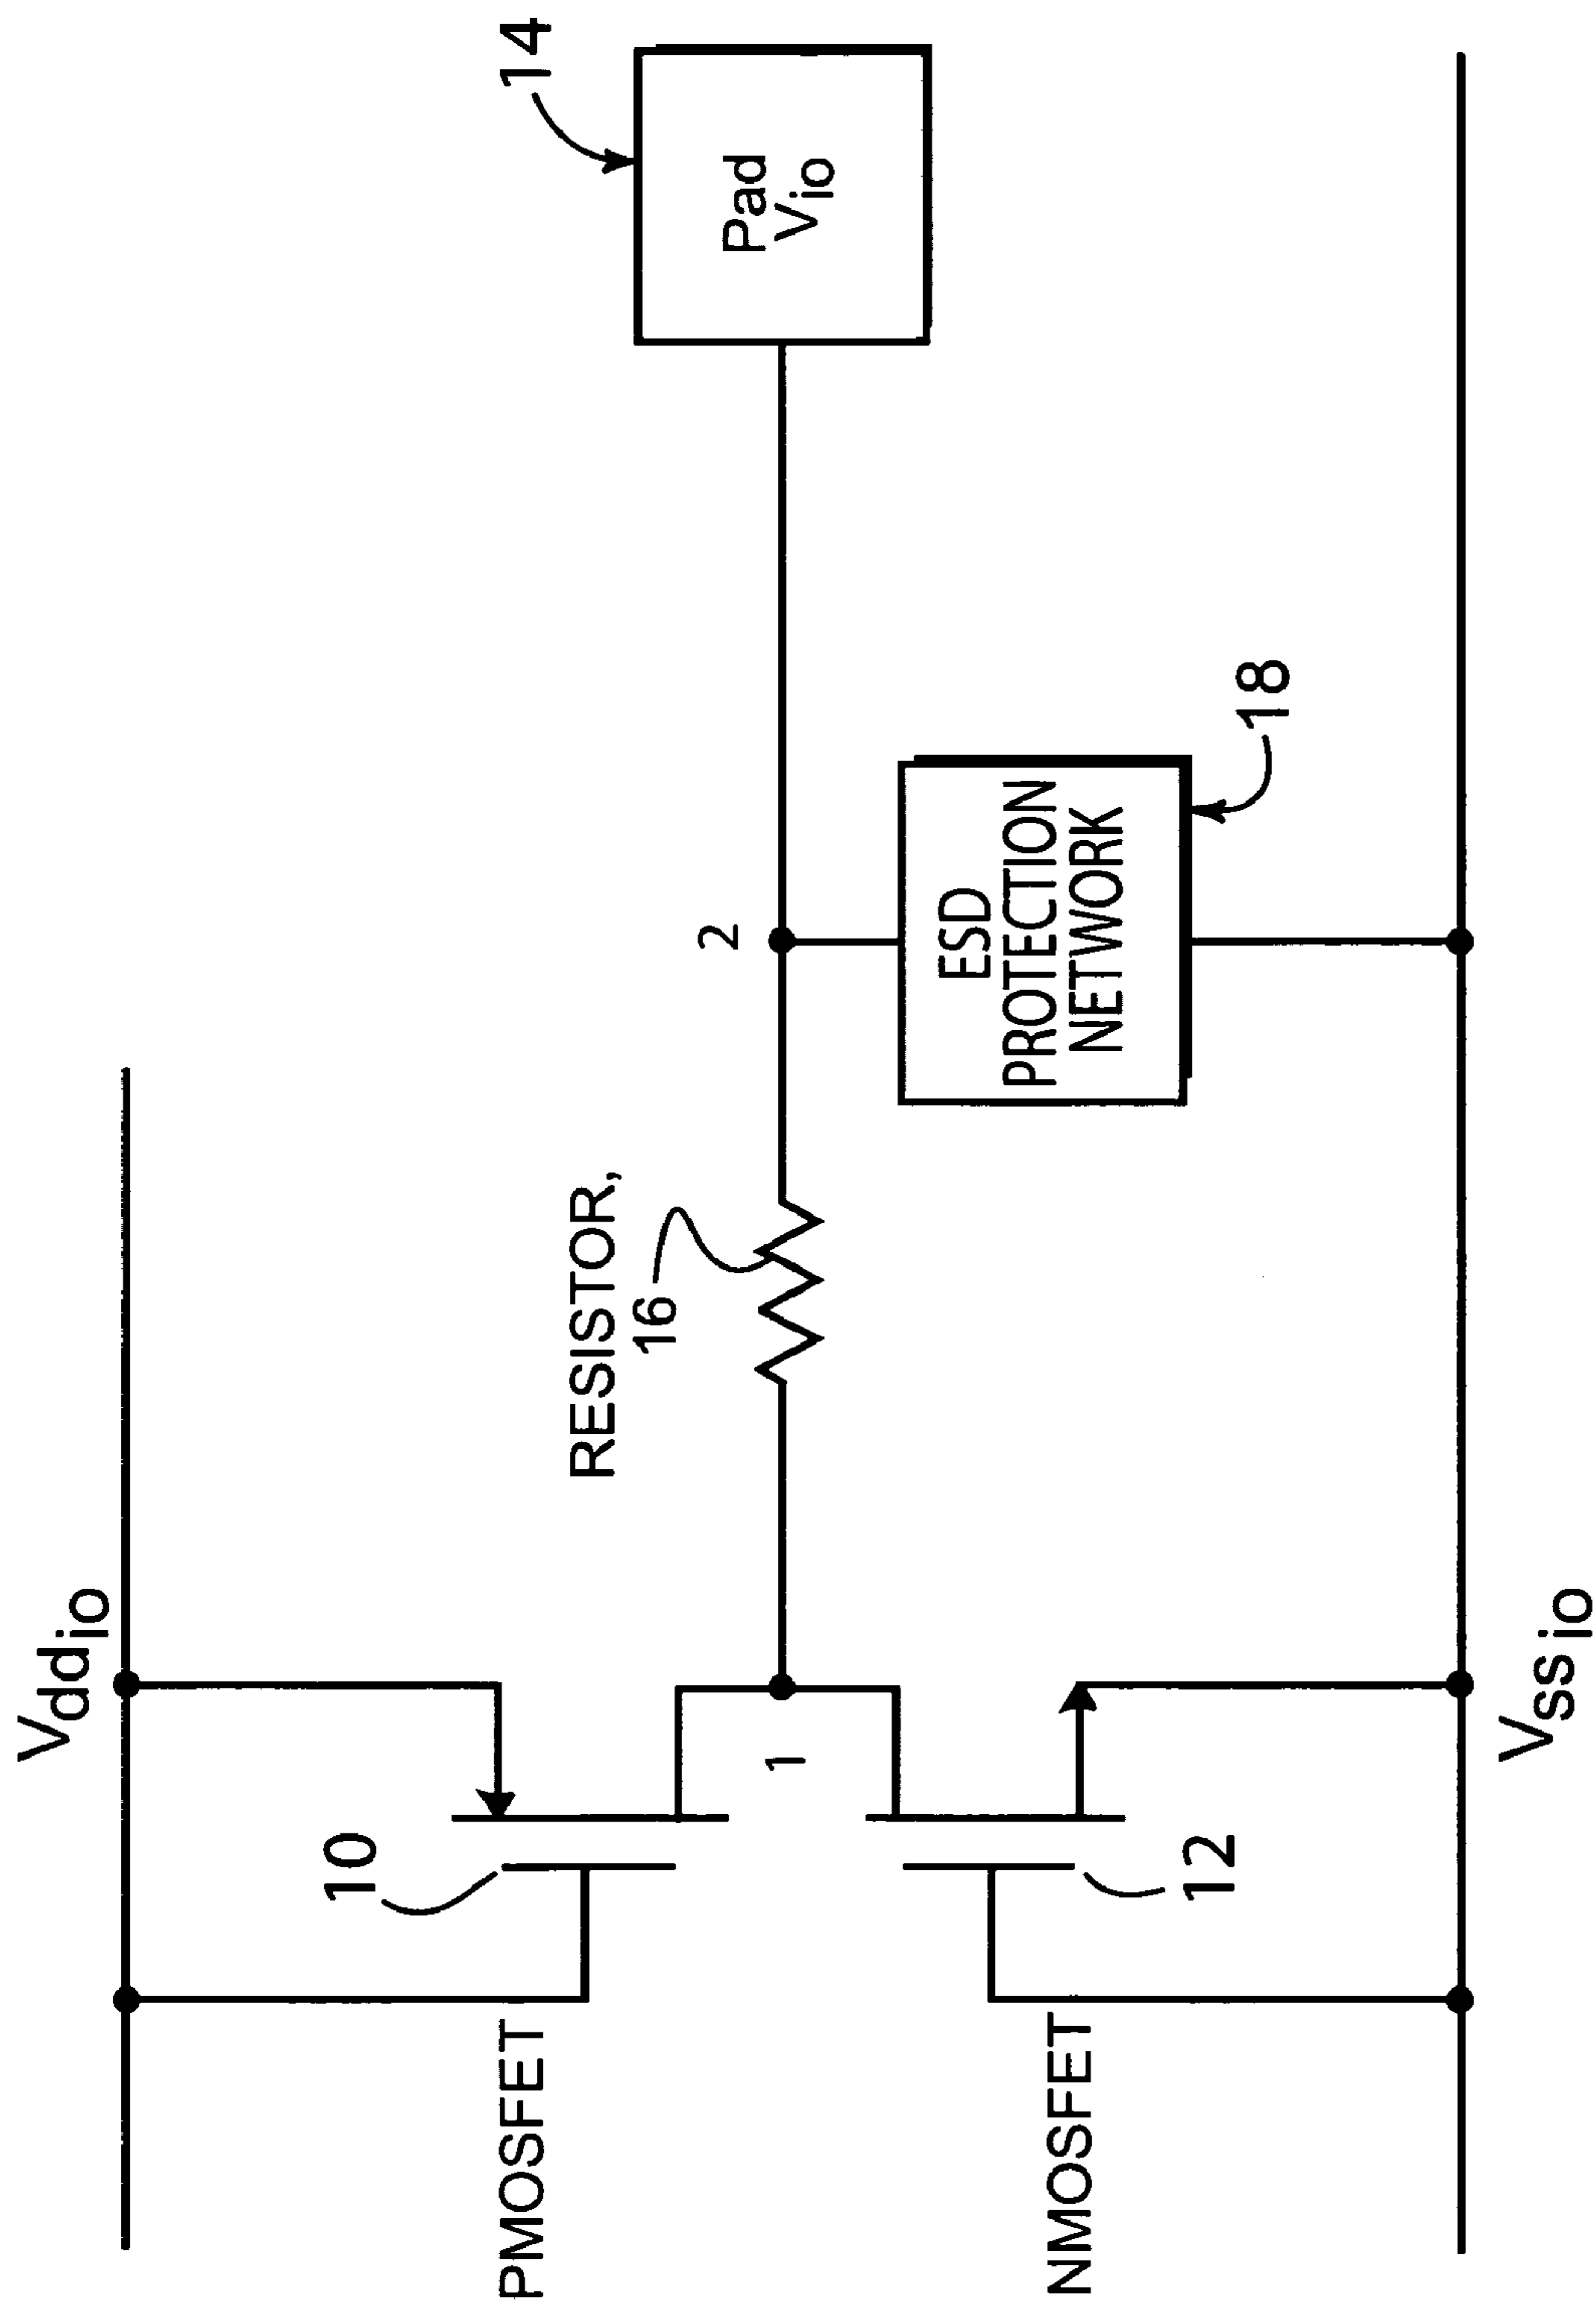 Vddio
10
PMOSFET
1
RESISTOR,
16
2
14
Pad
Vio
ESD
PROTECTION
NETWORK
18
12
NMOSFET
Vssio